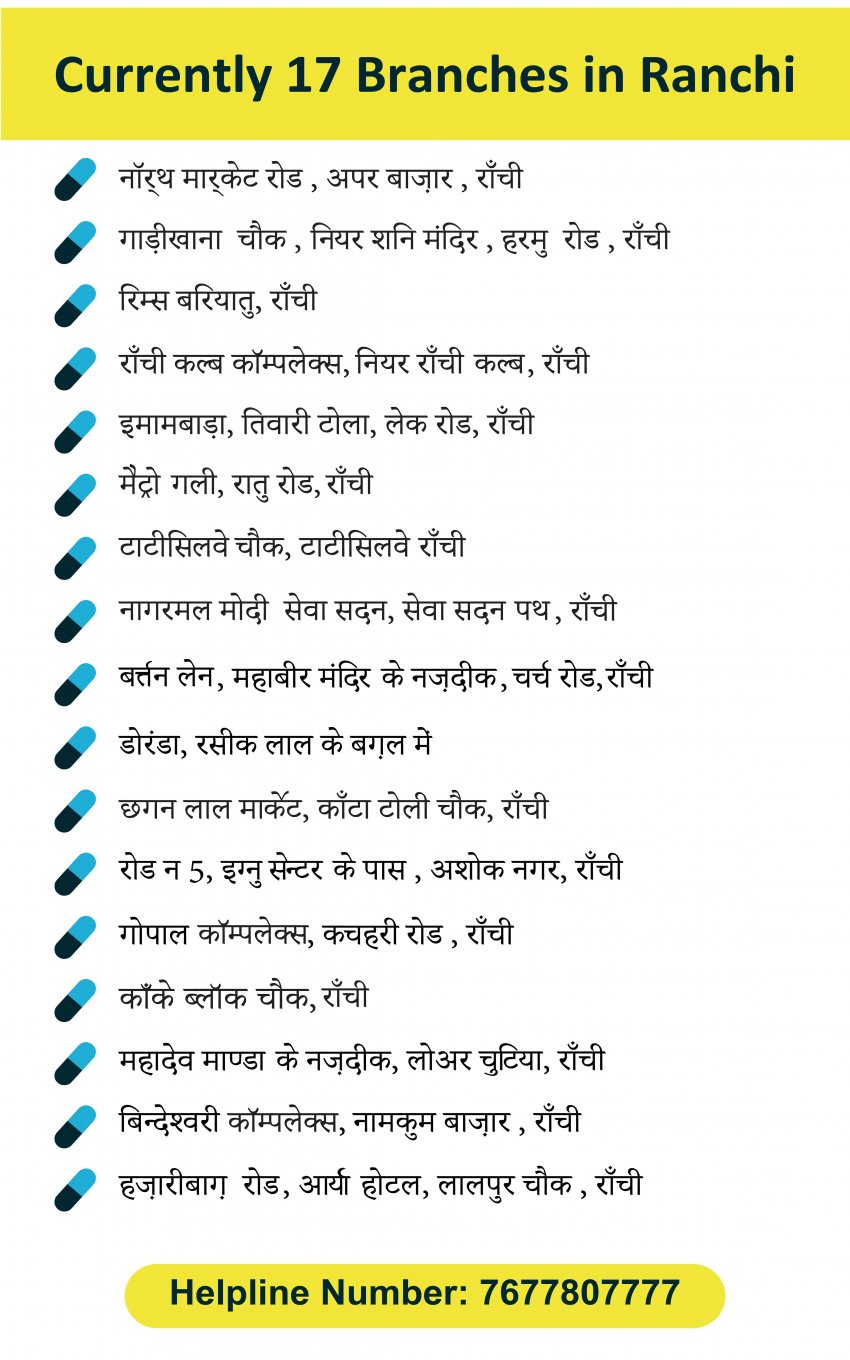 Currently 17 Branches in Ranchi
नॉर्थ मार्केट रोड , अपर बाज़ार , राँची
गाड़ीखाना चौक , नियर शनि मंदिर , हरमु रोड , राँची
रिम्स बरियातु, राँची
राँची कल्ब कॉम्पलेक्स, नियर राँची कल्ब, राँची
इमामबाड़ा, तिवारी टोला, लेक रोड, राँची
मैट्रो गली, रातु रोड, राँची
टाटीसिलवे चौक, टाटीसिलवे राँची
नागरमल मोदी सेवा सदन, सेवा सदन पथ , राँची
बर्त्तन लेन, महाबीर मंदिर के नज़दीक, चर्च रोड, राँची
डोरंडा, रसीक लाल के बग़ल में
छगन लाल मार्केट, काँटा टोली चौक, राँची
रोड न 5, इग्नु सेन्टर के पास , अशोक नगर, राँची
गोपाल कॉम्पलेक्स, कचहरी रोड , राँची
काँके ब्लॉक चौक, राँची
महादेव माण्डा के नज़दीक, लोअर चुटिया, राँची
बिन्देश्वरी कॉम्पलेक्स, नामकुम बाज़ार , राँची
हज़ारीबाग़ रोड, आर्या होटल, लालपुर चौक , राँची
Helpline Number: 7677807777